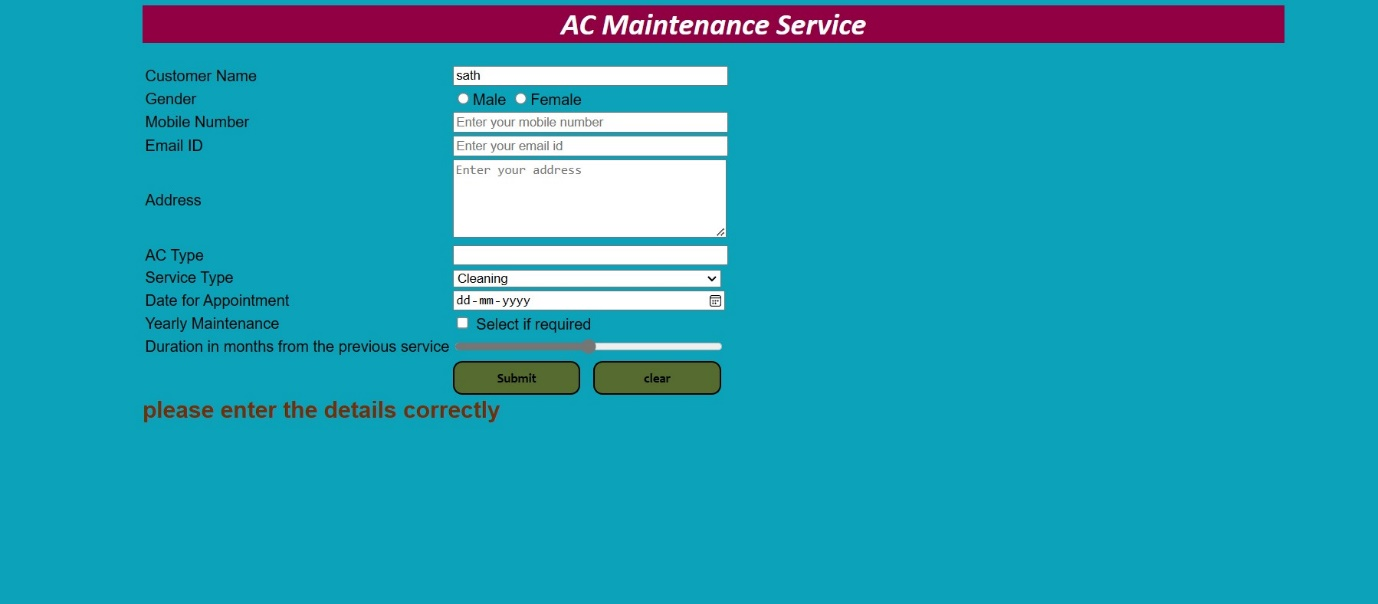 AC Maintenance Service
Customer Name sath
Gender Male Female
Mobile Number Enter your mobile number
Email ID Enter your email id
Address Enter your address
AC Type
Service Type Cleaning
Date for Appointment dd-mm-yyyy
Yearly Maintenance Select if required
Duration in months from the previous service
Submit clear
please enter the details correctly